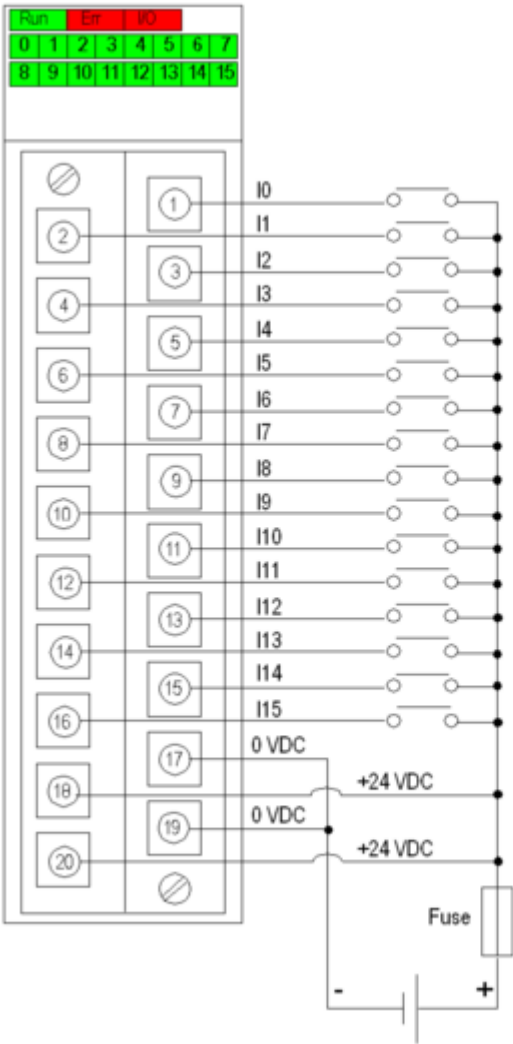 Run Err I/O
0 1 2 3 4 5 6 7
8 9 10 11 12 13 14 15
1 I0
2 I1
3 I2
4 I3
5 I4
6 I5
7 I6
8 I7
9 I8
10 I9
11 I10
12 I11
13 I12
14 I13
15 I14
16 I15
17 0 VDC
18 +24 VDC
19 0 VDC
20 +24 VDC
Fuse
- +